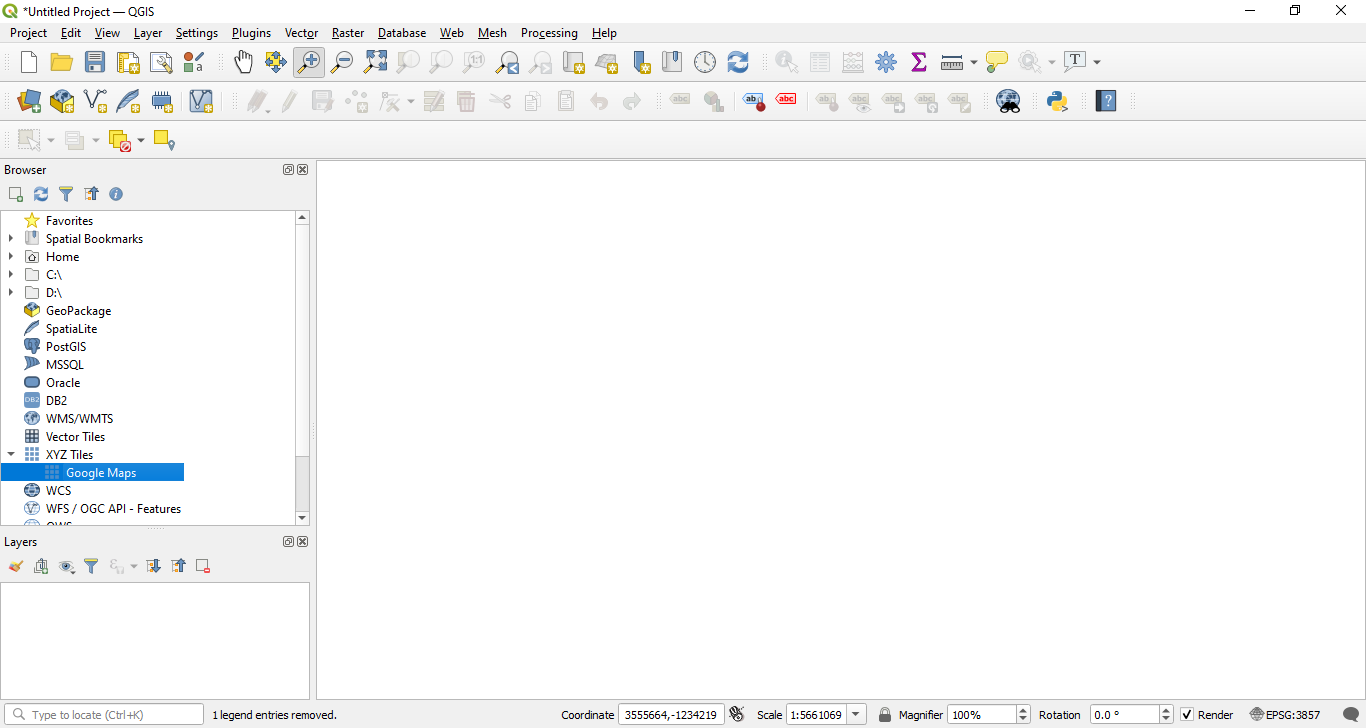 *Untitled Project — QGIS
Project Edit View Layer Settings Plugins Vector Raster Database Web Mesh Processing Help
Browser
Favorites
Spatial Bookmarks
Home
C:\
D:\
GeoPackage
SpatiaLite
PostGIS
MSSQL
Oracle
DB2
WMS/WMTS
Vector Tiles
XYZ Tiles
Google Maps
WCS
WFS / OGC API - Features
OWS
Layers
Type to locate (Ctrl+K) 1 legend entries removed. Coordinate 3555664,-1234219 Scale 1:5661069 Magnifier 100% Rotation 0.0 ° Render EPSG:3857